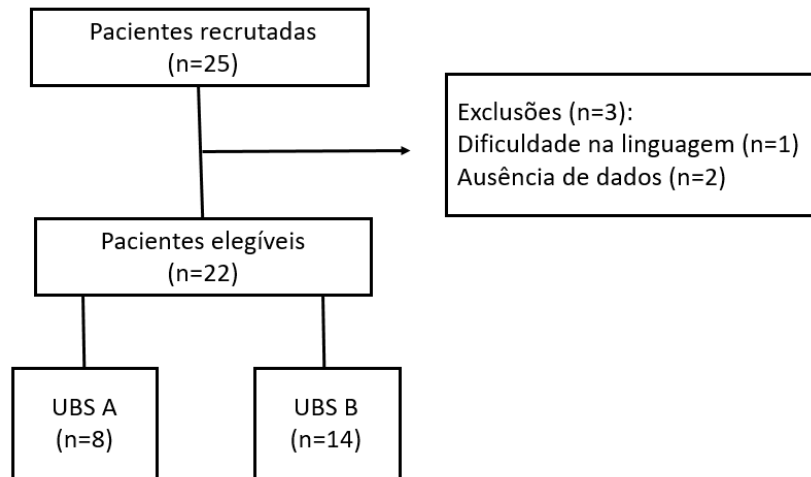 Pacientes recrutadas
(n=25)
Exclusões (n=3):
Dificuldade na linguagem (n=1)
Ausência de dados (n=2)
Pacientes elegíveis
(n=22)
UBS A
(n=8)
UBS B
(n=14)